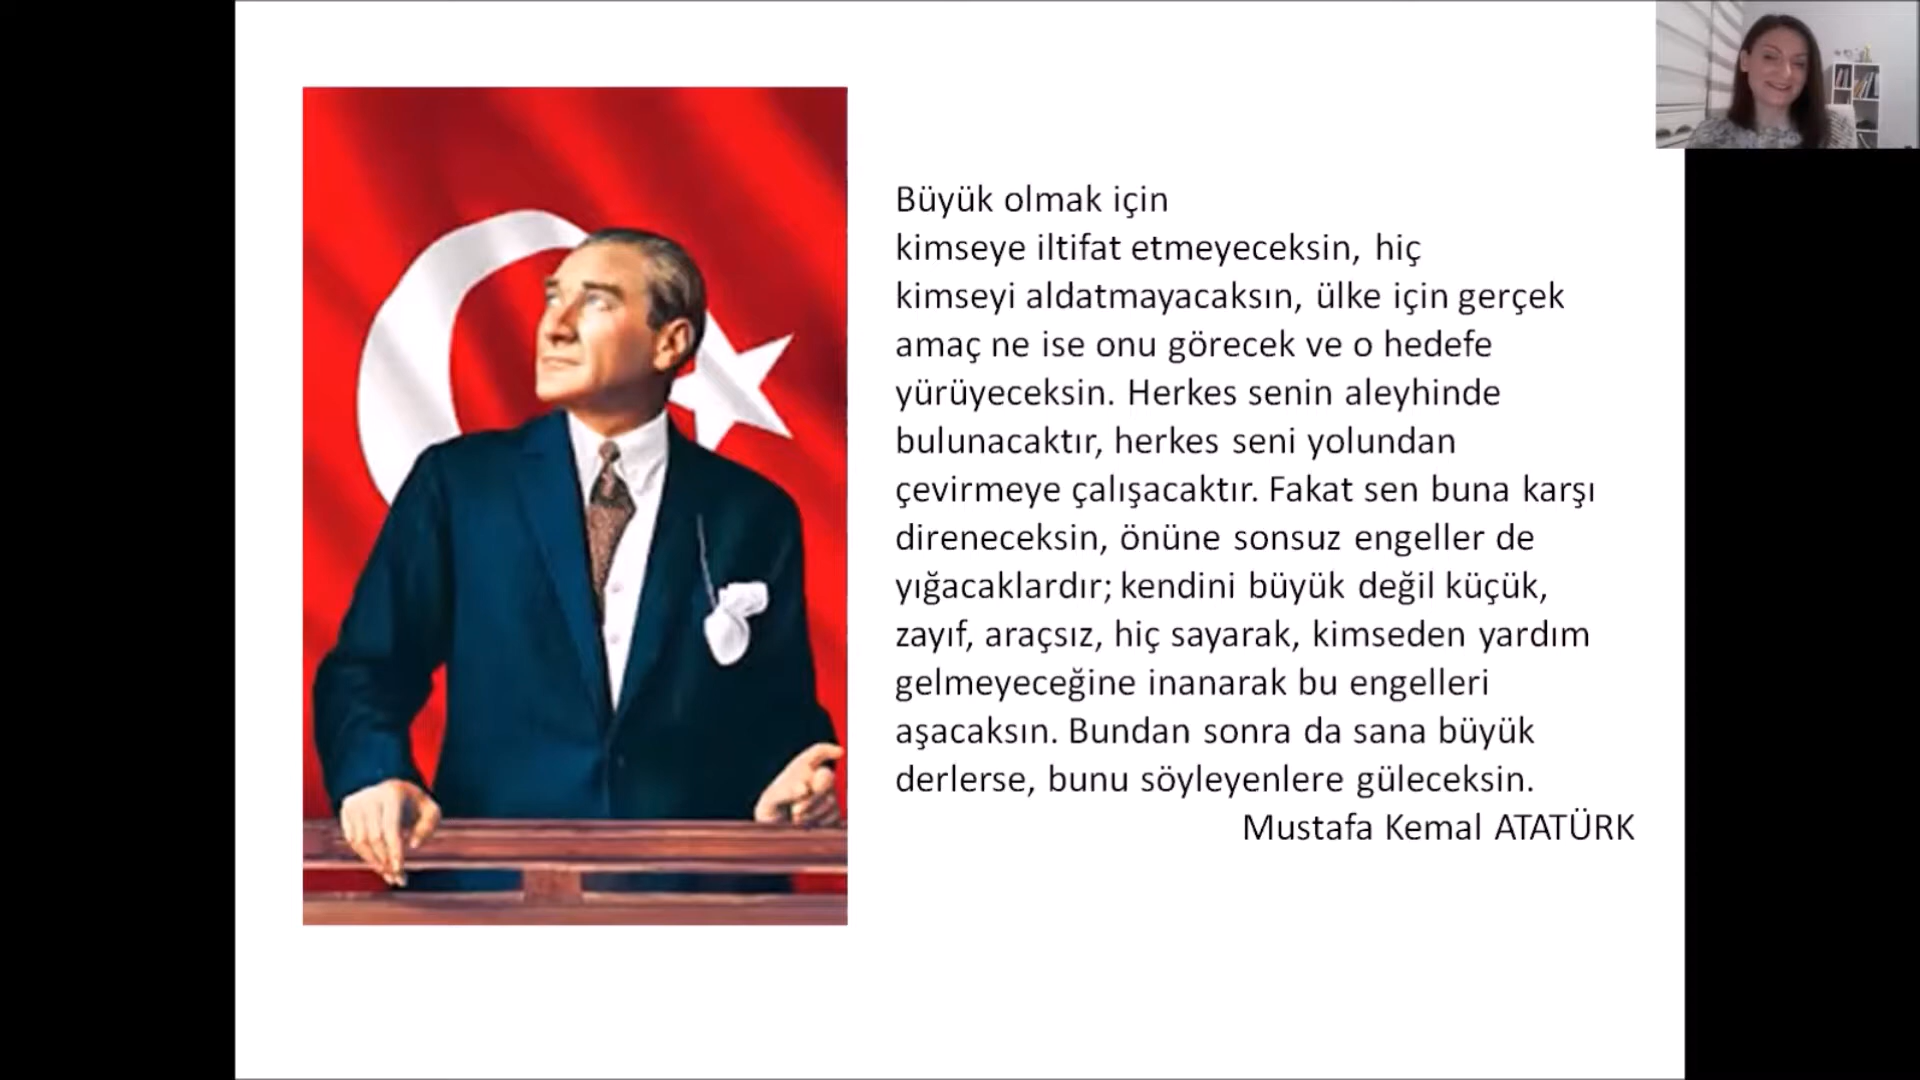 Büyük olmak için
kimseye iltifat etmeyeceksin, hiç
kimseyi aldatmayacaksın, ülke için gerçek
amaç ne ise onu görecek ve o hedefe
yürüyeceksin. Herkes senin aleyhinde
bulunacaktır, herkes seni yolundan
çevirmeye çalışacaktır. Fakat sen buna karşı
direneceksin, önüne sonsuz engeller de
yığacaklardır; kendini büyük değil küçük,
zayıf, araçsız, hiç sayarak, kimseden yardım
gelmeyeceğine inanarak bu engelleri
aşacaksın. Bundan sonra da sana büyük
derlerse, bunu söyleyenlere güleceksin.
Mustafa Kemal ATATÜRK